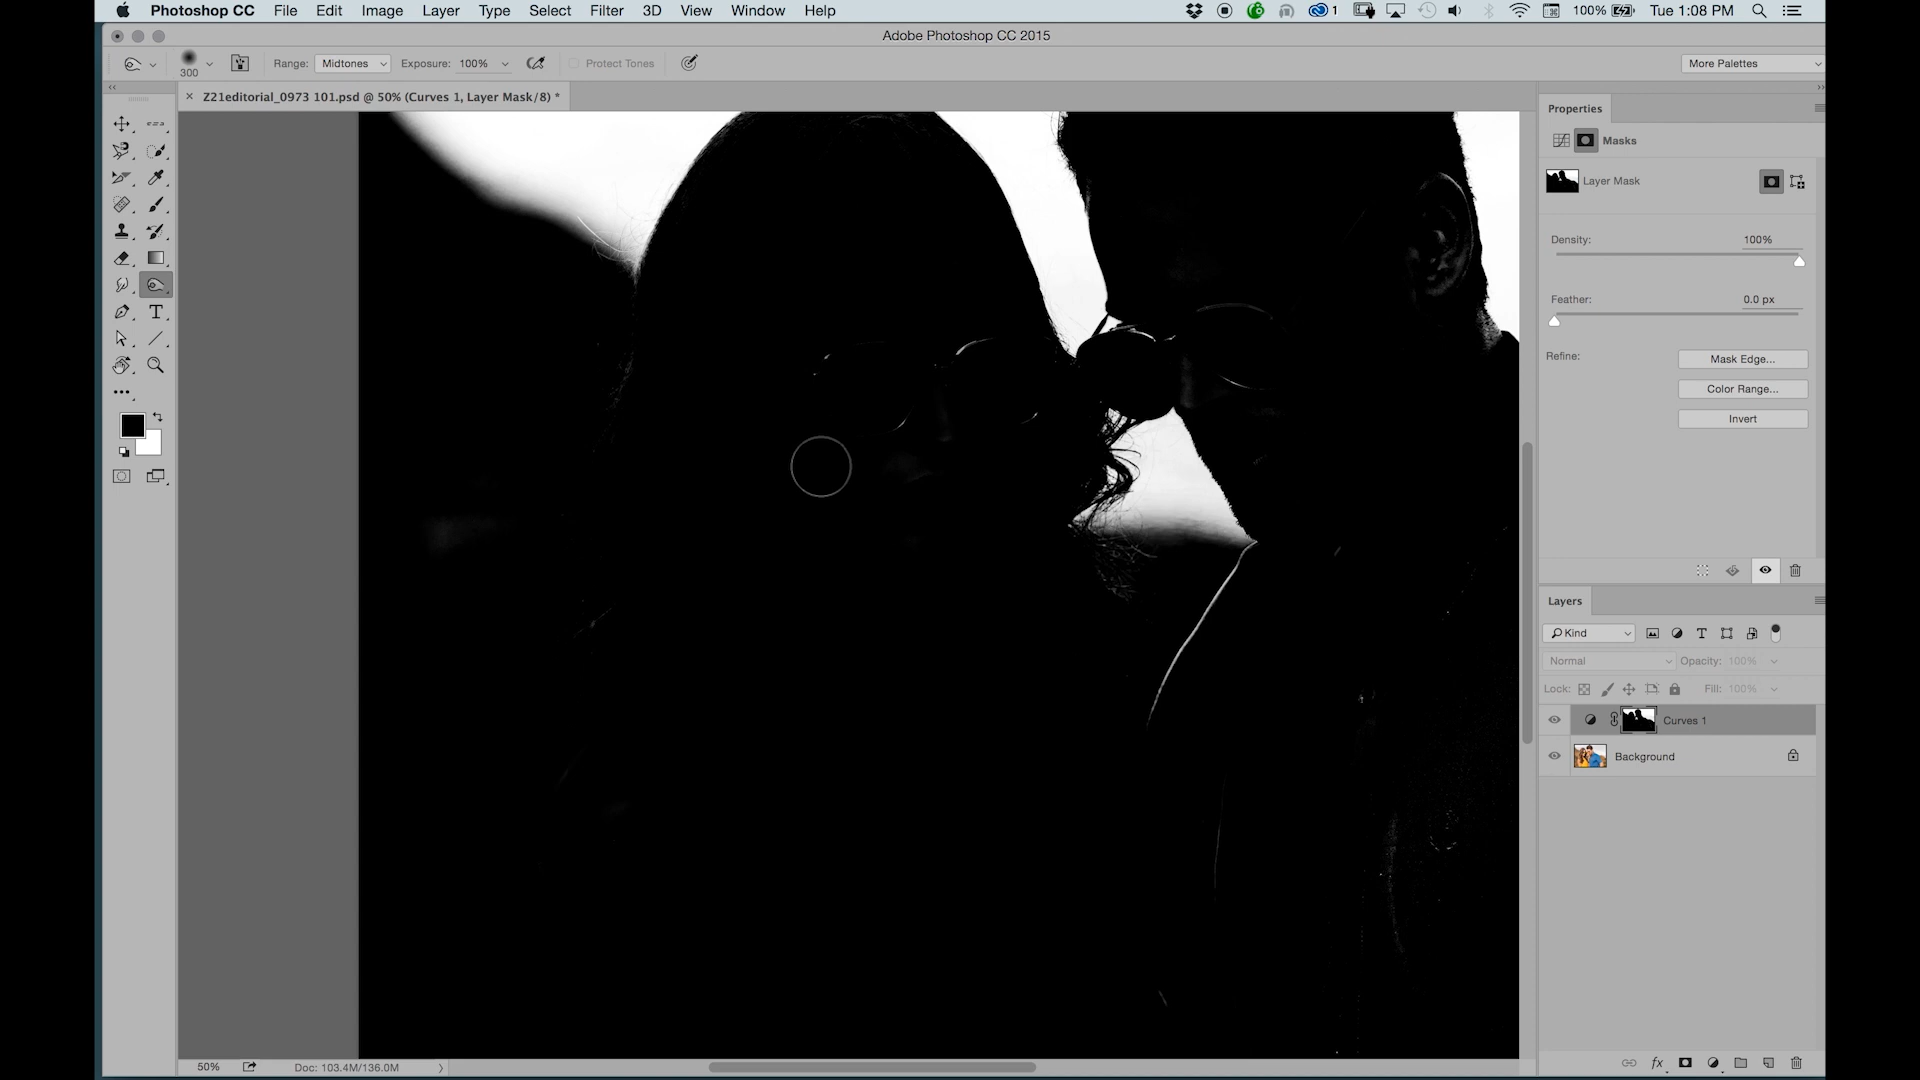 Photoshop CC File Edit Image Layer Type Select Filter 3D View Window Help 1 100% Tue 1:08 PM
Adobe Photoshop CC 2015
300 Range: Midtones Exposure: 100% Protect Tones More Palettes
Z21editorial_0973 101.psd @ 50% (Curves 1, Layer Mask/8) *
Properties
Masks
Layer Mask
Density: 100%
Feather: 0.0 px
Refine: Mask Edge...
Color Range...
Invert
Layers
Kind
Normal Opacity: 100%
Lock: Fill: 100%
Curves 1
Background
50% Doc: 103.4M/136.0M
fx